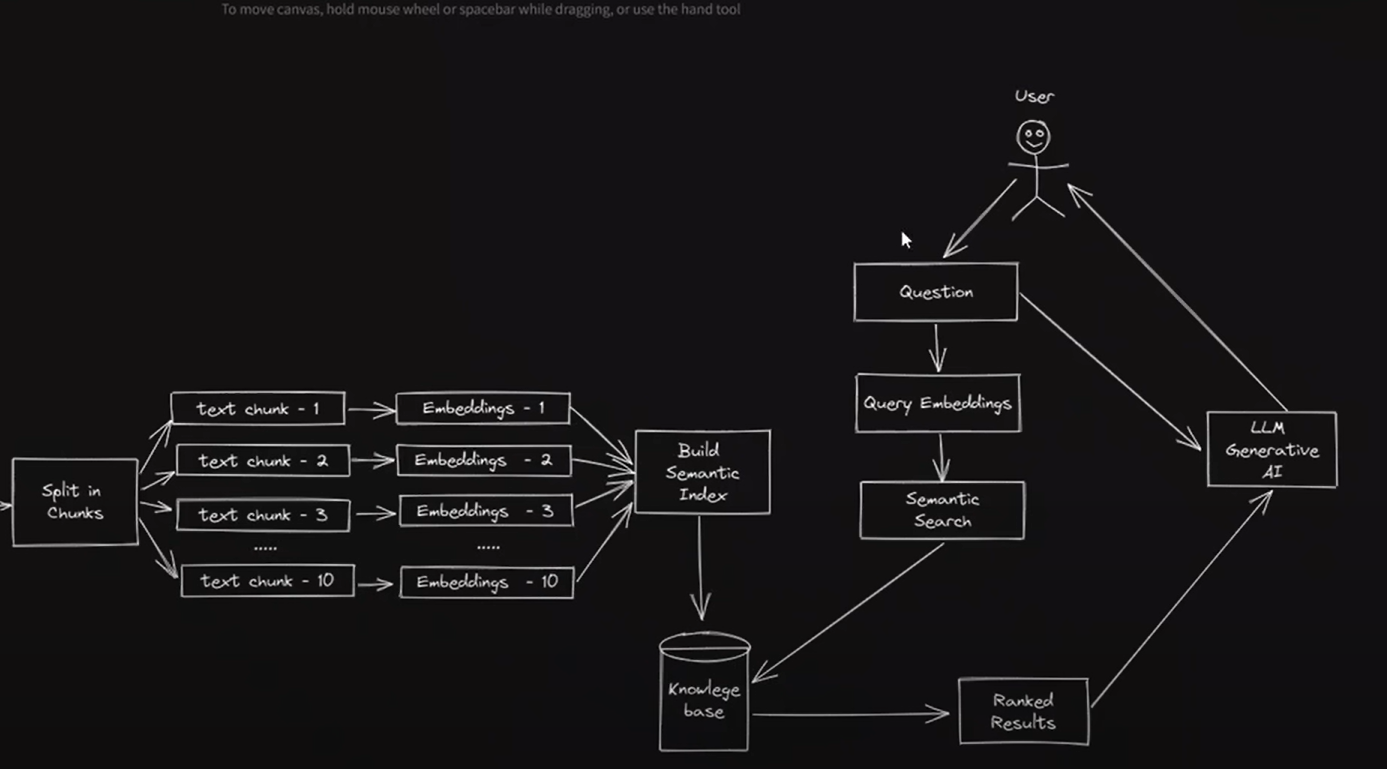 To move canvas, hold mouse wheel or spacebar while dragging, or use the hand tool
User
Question
Query Embeddings
Semantic
Search
LLM
Generative
AI
Split in
Chunks
text chunk - 1
Embeddings - 1
text chunk - 2
Embeddings - 2
text chunk - 3
Embeddings - 3
.....
.....
text chunk - 10
Embeddings - 10
Build
Semantic
Index
Knowlege
base
Ranked
Results